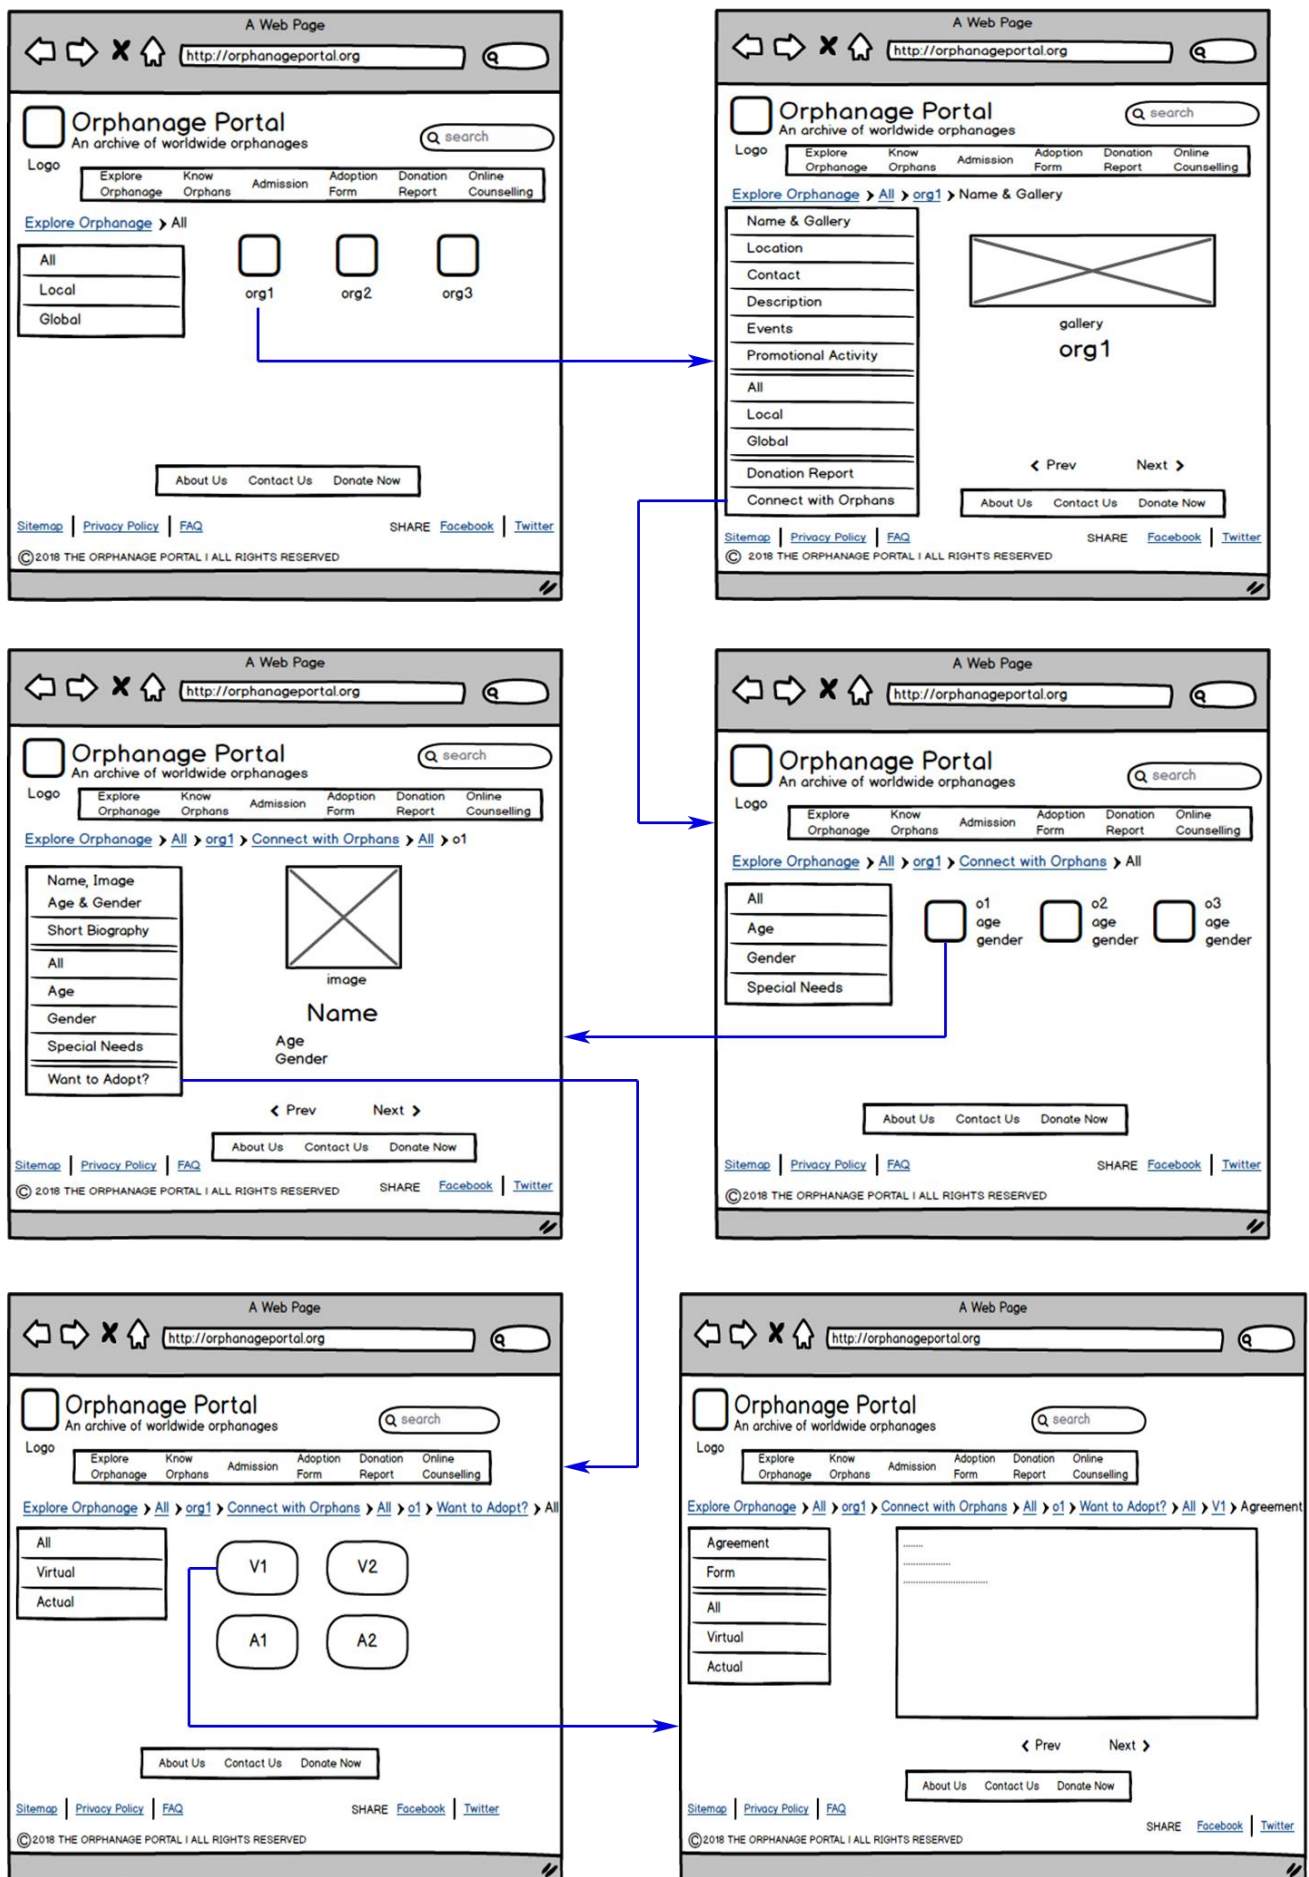 A Web Page
http://orphanageportal.org
Orphanage Portal
An archive of worldwide orphanages
search
Logo
Explore Orphanage Know Orphans Admission Adoption Form Donation Report Online Counselling
Explore Orphanage All
All
Local
Global
org1 org2 org3
About Us Contact Us Donate Now
Sitemap Privacy Policy FAQ SHARE Facebook Twitter
© 2018 THE ORPHANAGE PORTAL | ALL RIGHTS RESERVED
A Web Page
http://orphanageportal.org
Orphanage Portal
An archive of worldwide orphanages
search
Logo
Explore Orphanage Know Orphans Admission Adoption Form Donation Report Online Counselling
Explore Orphanage All org1 Name & Gallery
Name & Gallery
Location
Contact
Description
Events
Promotional Activity
All
Local
Global
Donation Report
Connect with Orphans
gallery
org1
Prev Next
About Us Contact Us Donate Now
Sitemap Privacy Policy FAQ SHARE Facebook Twitter
© 2018 THE ORPHANAGE PORTAL | ALL RIGHTS RESERVED
A Web Page
http://orphanageportal.org
Orphanage Portal
An archive of worldwide orphanages
search
Logo
Explore Orphanage Know Orphans Admission Adoption Form Donation Report Online Counselling
Explore Orphanage All org1 Connect with Orphans All o1
Name, Image
Age & Gender
Short Biography
All
Age
Gender
Special Needs
Want to Adopt?
image
Name
Age
Gender
Prev Next
About Us Contact Us Donate Now
Sitemap Privacy Policy FAQ
© 2018 THE ORPHANAGE PORTAL | ALL RIGHTS RESERVED SHARE Facebook Twitter
A Web Page
http://orphanageportal.org
Orphanage Portal
An archive of worldwide orphanages
search
Logo
Explore Orphanage Know Orphans Admission Adoption Form Donation Report Online Counselling
Explore Orphanage All org1 Connect with Orphans All
All
Age
Gender
Special Needs
o1 o2 o3
age age age
gender gender gender
About Us Contact Us Donate Now
Sitemap Privacy Policy FAQ SHARE Facebook Twitter
© 2018 THE ORPHANAGE PORTAL | ALL RIGHTS RESERVED
A Web Page
http://orphanageportal.org
Orphanage Portal
An archive of worldwide orphanages
search
Logo
Explore Orphanage Know Orphans Admission Adoption Form Donation Report Online Counselling
Explore Orphanage All org1 Connect with Orphans All o1 Want to Adopt? All
All
Virtual
Actual
V1 V2
A1 A2
About Us Contact Us Donate Now
Sitemap Privacy Policy FAQ SHARE Facebook Twitter
© 2018 THE ORPHANAGE PORTAL | ALL RIGHTS RESERVED
A Web Page
http://orphanageportal.org
Orphanage Portal
An archive of worldwide orphanages
search
Logo
Explore Orphanage Know Orphans Admission Adoption Form Donation Report Online Counselling
Explore Orphanage All org1 Connect with Orphans All o1 Want to Adopt? All V1 Agreement
Agreement
Form
All
Virtual
Actual
Prev Next
About Us Contact Us Donate Now
Sitemap Privacy Policy FAQ
SHARE Facebook Twitter
© 2018 THE ORPHANAGE PORTAL | ALL RIGHTS RESERVED